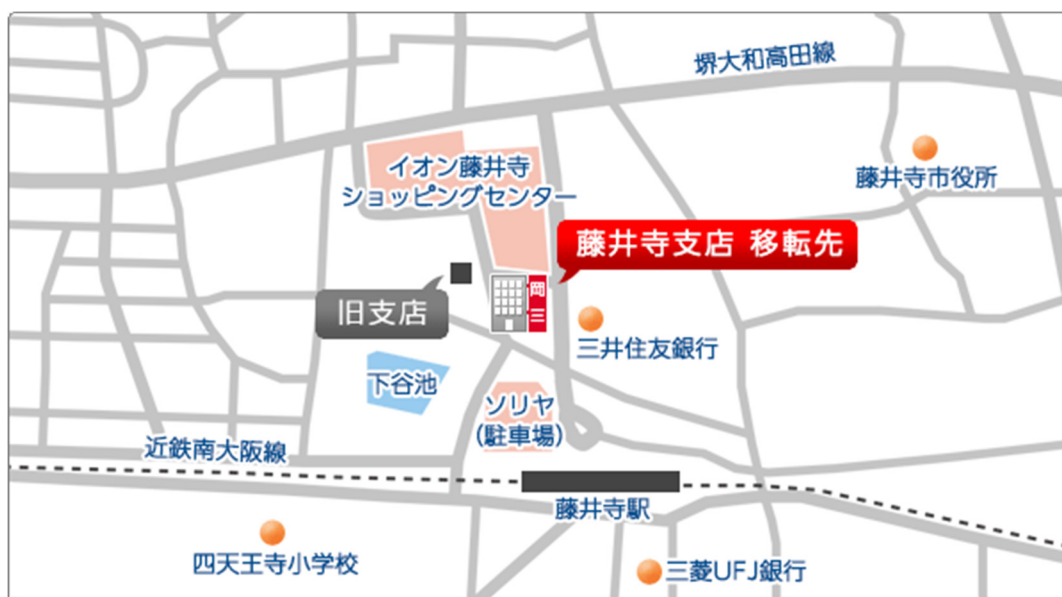 堺大和高田線
イオン藤井寺
ショッピングセンター
藤井寺市役所
藤井寺支店 移転先
旧支店
岡
三
三井住友銀行
下谷池
ソリヤ
(駐車場)
近鉄南大阪線
藤井寺駅
四天王寺小学校
三菱UFJ銀行